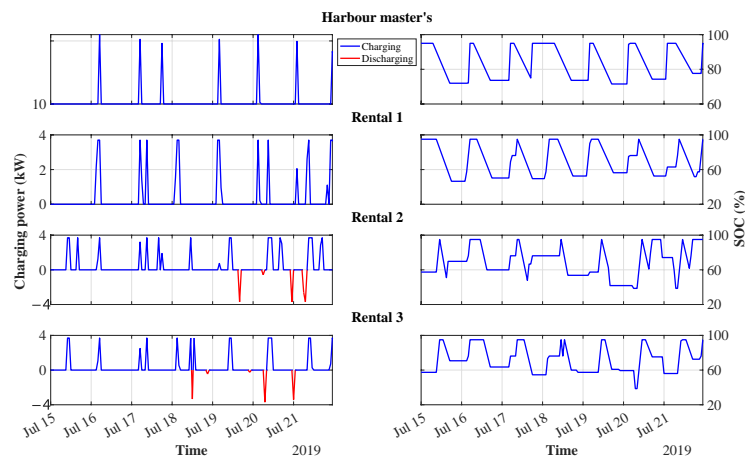 Harbour master's
Charging
Discharging
10
100
80
60
Rental 1
4
2
0
100
60
20
Rental 2
4
0
−4
100
60
20
Rental 3
4
0
−4
100
60
20
Charging power (kW)
SOC (%)
Jul 15
Jul 16
Jul 17
Jul 18
Jul 19
Jul 20
Jul 21
Time
2019
Jul 15
Jul 16
Jul 17
Jul 18
Jul 19
Jul 20
Jul 21
Time
2019